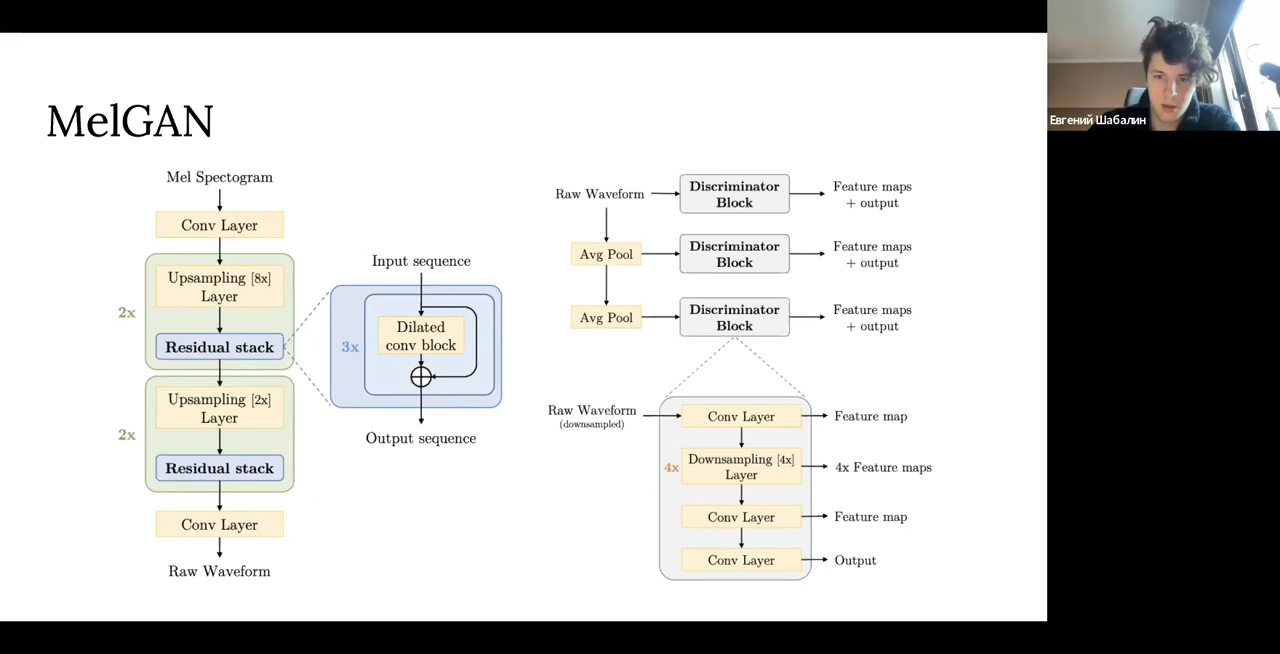 MelGAN
Mel Spectogram
Conv Layer
Upsampling [8x]
Layer
2x
Residual stack
Upsampling [2x]
Layer
2x
Residual stack
Conv Layer
Raw Waveform
Input sequence
Dilated
conv block
3x
Output sequence
Raw Waveform
Discriminator
Block
Feature maps
+ output
Avg Pool
Discriminator
Block
Feature maps
+ output
Avg Pool
Discriminator
Block
Feature maps
+ output
Raw Waveform
(downsampled)
Conv Layer
Feature map
4x
Downsampling [4x]
Layer
4x Feature maps
Conv Layer
Feature map
Conv Layer
Output
Евгений Шабалин